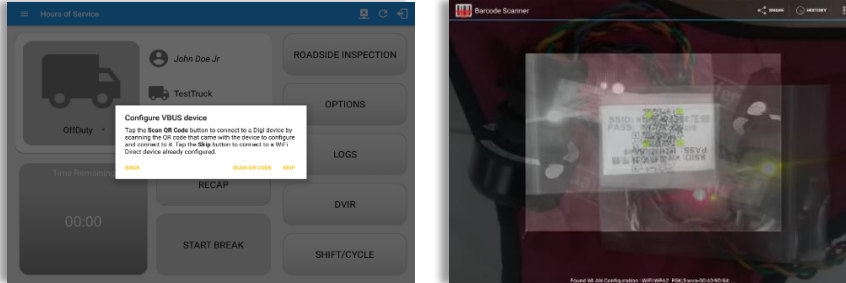 Hours of Service
John Doe Jr
TestTruck
OffDuty
Time Remaining
00:00
ROADSIDE INSPECTION
OPTIONS
LOGS
DVIR
SHIFT/CYCLE
RECAP
START BREAK
Configure VBUS device
Tap the Scan QR Code button to connect to a Digi device by
scanning the QR code that came with the device to configure
and connect to it. Tap the Skip button to connect to a WiFi
Direct device already configured.
BACK
SCAN QR CODE
SKIP
Barcode Scanner
SHARE
HISTORY
SSID:
PASS:
Found WLAN Configuration